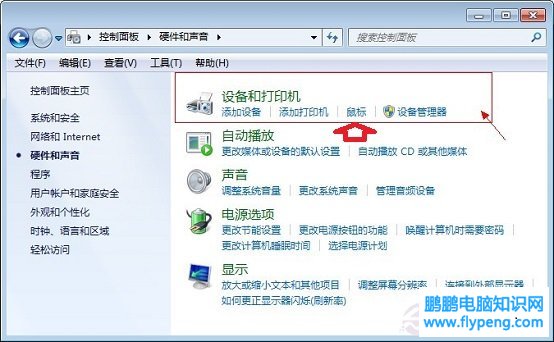 控制面板 ▸ 硬件和声音 ▸
搜索控制面板
文件(F) 编辑(E) 查看(V) 工具(T) 帮助(H)
控制面板主页
系统和安全
网络和 Internet
硬件和声音
程序
用户帐户和家庭安全
外观和个性化
时钟、语言和区域
轻松访问
设备和打印机
添加设备 添加打印机 鼠标 设备管理器
自动播放
更改媒体或设备的默认设置 自动播放 CD 或其他媒体
声音
调整系统音量 更改系统声音 管理音频设备
电源选项
更改节能设置 更改电源按钮的功能 唤醒计算机时需要密码
更改计算机睡眠时间 选择电源计划
显示
放大或缩小文本和其他项目 调整屏幕分辨率 连接到外部显示器
如何更正显示器闪烁(刷新率)
鹏鹏电脑知识网
www.flypeng.com